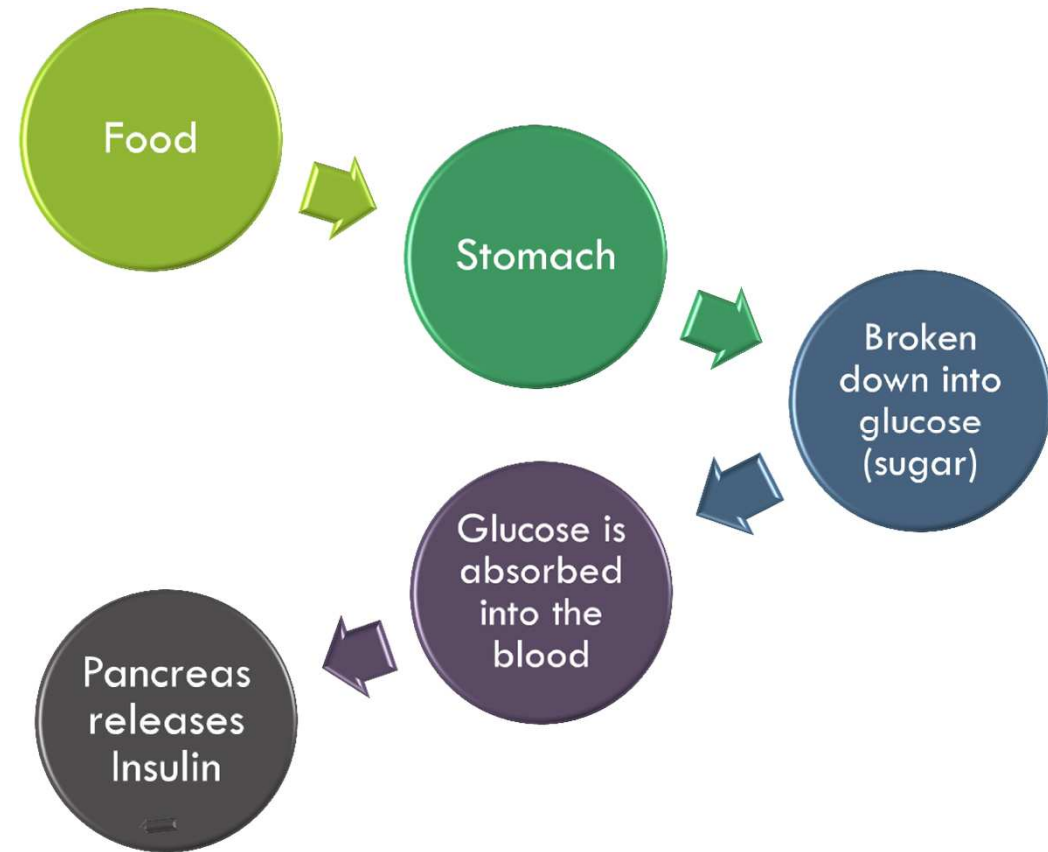 Food
Stomach
Broken
down into
glucose
(sugar)
Glucose is
absorbed
into the
blood
Pancreas
releases
Insulin